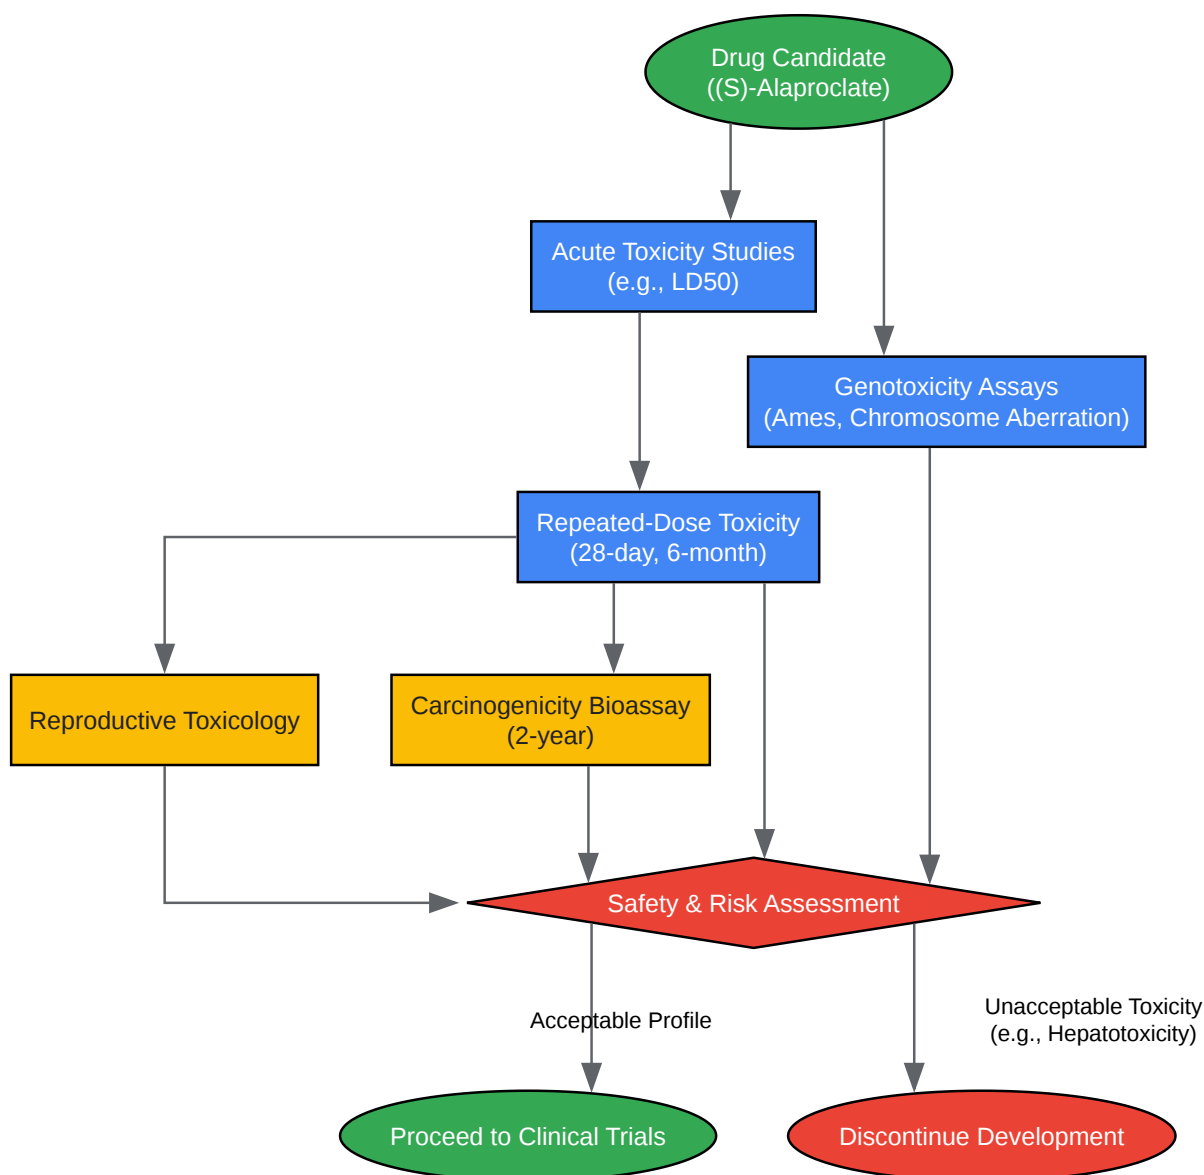 Drug Candidate
((S)-Alaproclate)
Acute Toxicity Studies
(e.g., LD50)
Genotoxicity Assays
(Ames, Chromosome Aberration)
Repeated-Dose Toxicity
(28-day, 6-month)
Reproductive Toxicology
Carcinogenicity Bioassay
(2-year)
Safety & Risk Assessment
Acceptable Profile
Unacceptable Toxicity
(e.g., Hepatotoxicity)
Proceed to Clinical Trials
Discontinue Development